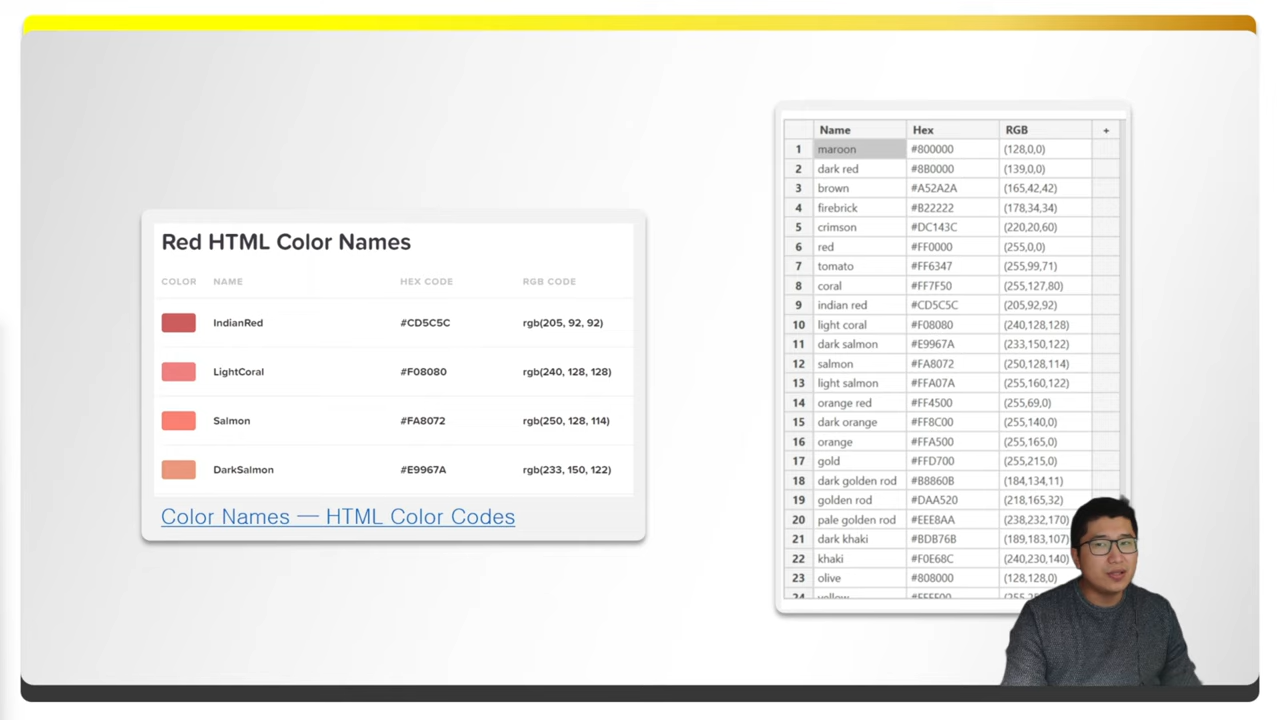 Red HTML Color Names
COLOR NAME HEX CODE RGB CODE
IndianRed #CD5C5C rgb(205, 92, 92)
LightCoral #F08080 rgb(240, 128, 128)
Salmon #FA8072 rgb(250, 128, 114)
DarkSalmon #E9967A rgb(233, 150, 122)
Color Names — HTML Color Codes
Name Hex RGB +
1 maroon #800000 (128,0,0)
2 dark red #8B0000 (139,0,0)
3 brown #A52A2A (165,42,42)
4 firebrick #B22222 (178,34,34)
5 crimson #DC143C (220,20,60)
6 red #FF0000 (255,0,0)
7 tomato #FF6347 (255,99,71)
8 coral #FF7F50 (255,127,80)
9 indian red #CD5C5C (205,92,92)
10 light coral #F08080 (240,128,128)
11 dark salmon #E9967A (233,150,122)
12 salmon #FA8072 (250,128,114)
13 light salmon #FFA07A (255,160,122)
14 orange red #FF4500 (255,69,0)
15 dark orange #FF8C00 (255,140,0)
16 orange #FFA500 (255,165,0)
17 gold #FFD700 (255,215,0)
18 dark golden rod #B8860B (184,134,11)
19 golden rod #DAA520 (218,165,32)
20 pale golden rod #EEE8AA (238,232,170)
21 dark khaki #BDB76B (189,183,107)
22 khaki #F0E68C (240,230,140)
23 olive #808000 (128,128,0)
24 yellow #FFFF00